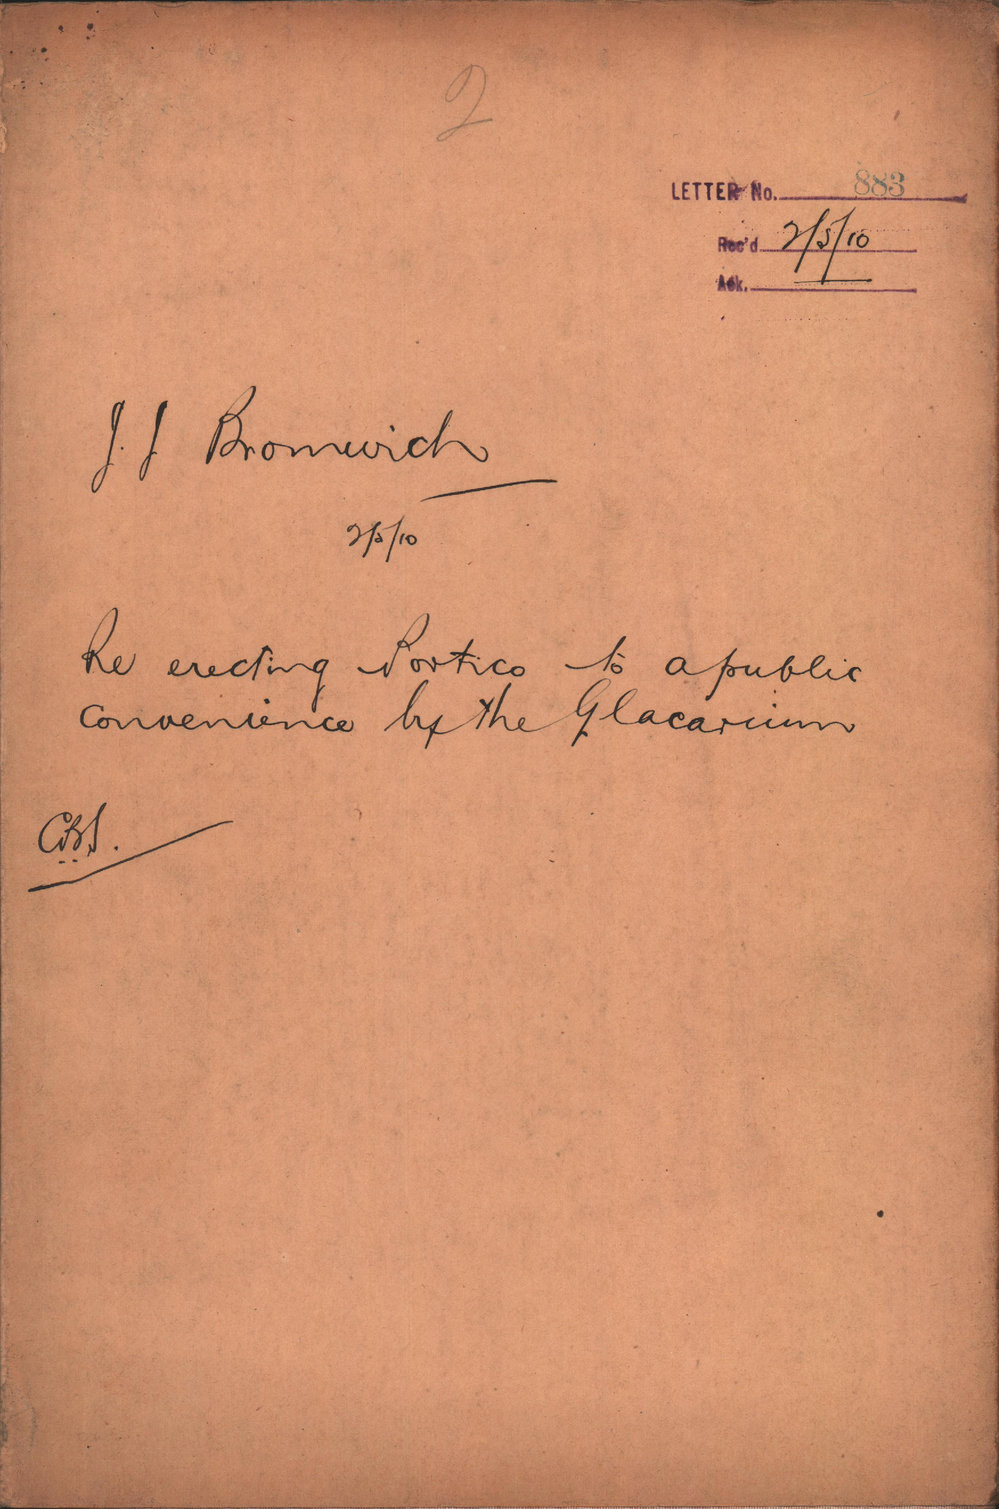 2
LETTER No. 883
Rec'd 2/5/10
Ack.
J. J Bromwich
2/5/10
Re erecting Portico to a public
convenience by the Glacarium